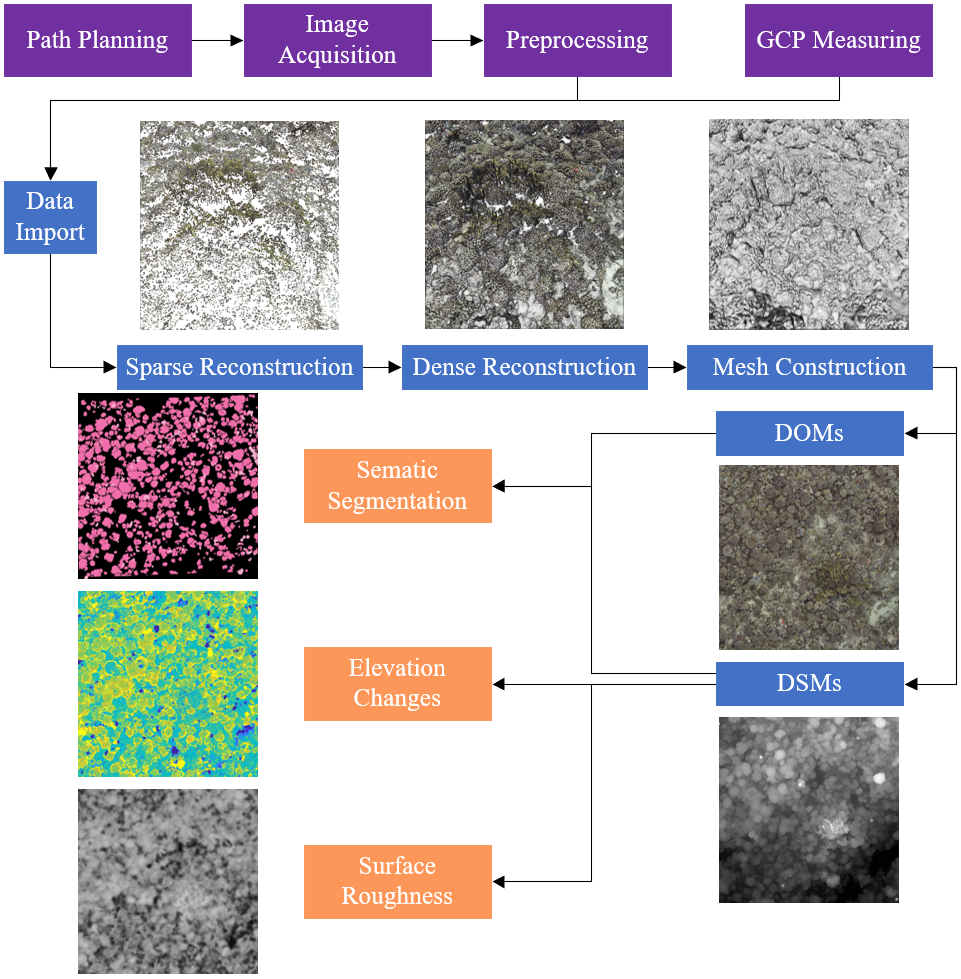 Path Planning
Image
Acquisition
Preprocessing
GCP Measuring
Data
Import
Sparse Reconstruction
Dense Reconstruction
Mesh Construction
DOMs
Sematic
Segmentation
Elevation
Changes
DSMs
Surface
Roughness